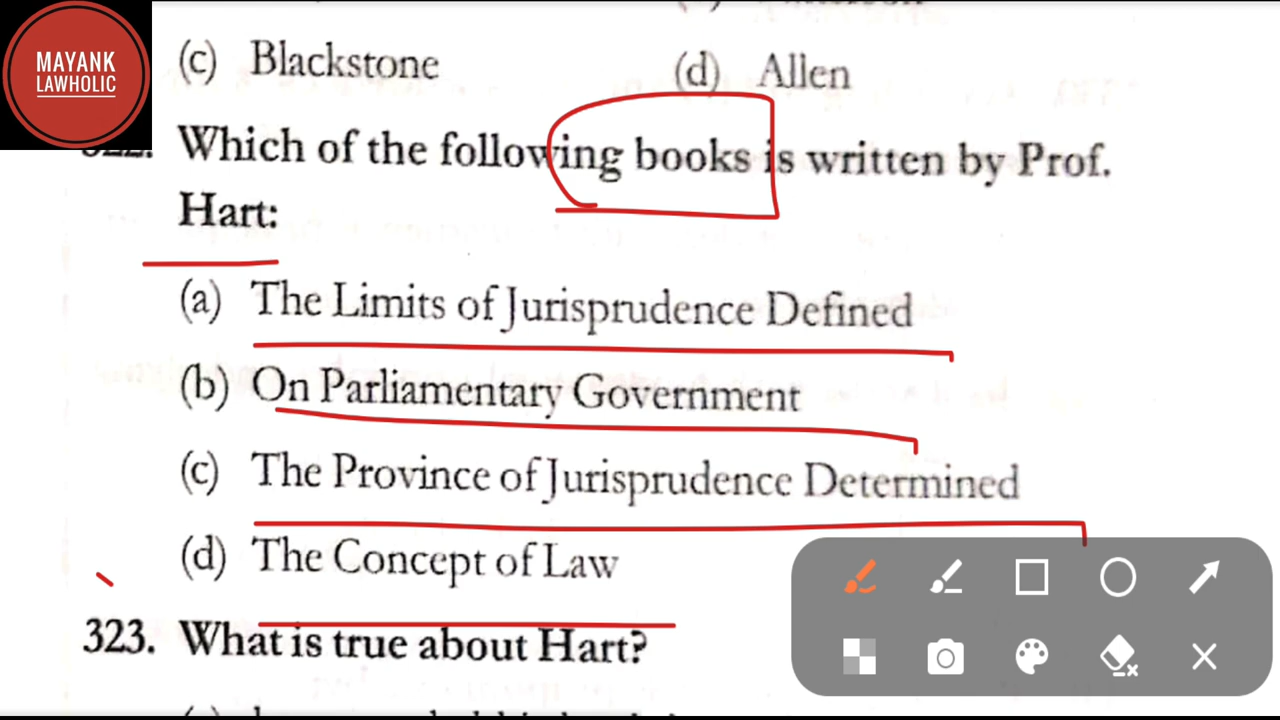 MAYANK
LAWHOLIC
(c) Blackstone (d) Allen
322. Which of the following books is written by Prof.
Hart:
(a) The Limits of Jurisprudence Defined
(b) On Parliamentary Government
(c) The Province of Jurisprudence Determined
(d) The Concept of Law
323. What is true about Hart?